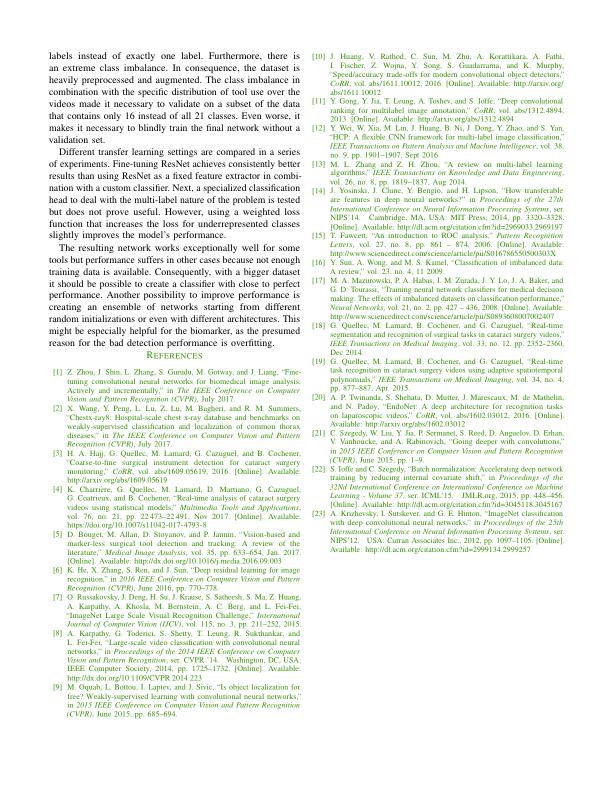 labels instead of exactly one label. Furthermore, there is
an extreme class imbalance. In consequence, the dataset is
heavily preprocessed and augmented. The class imbalance in
combination with the specific distribution of tool use over the
videos made it necessary to validate on a subset of the data
that contains only 16 instead of all 21 classes. Even worse, it
makes it necessary to blindly train the final network without a
validation set.
Different transfer learning settings are compared in a series
of experiments. Fine-tuning ResNet achieves consistently better
results than using ResNet as a fixed feature extractor in combi-
nation with a custom classifier. Next, a specialized classification
head to deal with the multi-label nature of the problem is tested
but does not prove useful. However, using a weighted loss
function that increases the loss for underrepresented classes
slightly improves the model's performance.
The resulting network works exceptionally well for some
tools but performance suffers in other cases because not enough
training data is available. Consequently, with a bigger dataset
it should be possible to create a classifier with close to perfect
performance. Another possibility to improve performance is
creating an ensemble of networks starting from different
random initializations or even with different architectures. This
might be especially helpful for the biomarker, as the presumed
reason for the bad detection performance is overfitting.
REFERENCES
[1] Z. Zhou, J. Shin, L. Zhang, S. Gurudu, M. Gotway, and J. Liang, "Fine-
tuning convolutional neural networks for biomedical image analysis:
Actively and incrementally," in The IEEE Conference on Computer
Vision and Pattern Recognition (CVPR), July 2017.
[2] X. Wang, Y. Peng, L. Lu, Z. Lu, M. Bagheri, and R. M. Summers,
"Chestx-ray8: Hospital-scale chest x-ray database and benchmarks on
weakly-supervised classification and localization of common thorax
diseases," in The IEEE Conference on Computer Vision and Pattern
Recognition (CVPR), July 2017.
[3] H. A. Hajj, G. Quellec, M. Lamard, G. Cazuguel, and B. Cochener,
"Coarse-to-fine surgical instrument detection for cataract surgery
monitoring," CoRR, vol. abs/1609.05619, 2016. [Online]. Available:
http://arxiv.org/abs/1609.05619
[4] K. Charrière, G. Quellec, M. Lamard, D. Martiano, G. Cazuguel,
G. Coatrieux, and B. Cochener, "Real-time analysis of cataract surgery
videos using statistical models," Multimedia Tools and Applications,
vol. 76, no. 21, pp. 22 473–22 491, Nov 2017. [Online]. Available:
https://doi.org/10.1007/s11042-017-4793-8
[5] D. Bouget, M. Allan, D. Stoyanov, and P. Jannin, "Vision-based and
marker-less surgical tool detection and tracking: A review of the
literature," Medical Image Analysis, vol. 35, pp. 633–654, Jan. 2017.
[Online]. Available: http://dx.doi.org/10.1016/j.media.2016.09.003
[6] K. He, X. Zhang, S. Ren, and J. Sun, "Deep residual learning for image
recognition," in 2016 IEEE Conference on Computer Vision and Pattern
Recognition (CVPR), June 2016, pp. 770–778.
[7] O. Russakovsky, J. Deng, H. Su, J. Krause, S. Satheesh, S. Ma, Z. Huang,
A. Karpathy, A. Khosla, M. Bernstein, A. C. Berg, and L. Fei-Fei,
"ImageNet Large Scale Visual Recognition Challenge," International
Journal of Computer Vision (IJCV), vol. 115, no. 3, pp. 211–252, 2015.
[8] A. Karpathy, G. Toderici, S. Shetty, T. Leung, R. Sukthankar, and
L. Fei-Fei, "Large-scale video classification with convolutional neural
networks," in Proceedings of the 2014 IEEE Conference on Computer
Vision and Pattern Recognition, ser. CVPR '14. Washington, DC, USA:
IEEE Computer Society, 2014, pp. 1725–1732. [Online]. Available:
http://dx.doi.org/10.1109/CVPR.2014.223
[9] M. Oquab, L. Bottou, I. Laptev, and J. Sivic, "Is object localization for
free? Weakly-supervised learning with convolutional neural networks,"
in 2015 IEEE Conference on Computer Vision and Pattern Recognition
(CVPR), June 2015, pp. 685–694.
[10] J. Huang, V. Rathod, C. Sun, M. Zhu, A. Korattikara, A. Fathi,
I. Fischer, Z. Wojna, Y. Song, S. Guadarrama, and K. Murphy,
"Speed/accuracy trade-offs for modern convolutional object detectors,"
CoRR, vol. abs/1611.10012, 2016. [Online]. Available: http://arxiv.org/
abs/1611.10012
[11] Y. Gong, Y. Jia, T. Leung, A. Toshev, and S. Ioffe, "Deep convolutional
ranking for multilabel image annotation," CoRR, vol. abs/1312.4894,
2013. [Online]. Available: http://arxiv.org/abs/1312.4894
[12] Y. Wei, W. Xia, M. Lin, J. Huang, B. Ni, J. Dong, Y. Zhao, and S. Yan,
"HCP: A flexible CNN framework for multi-label image classification,"
IEEE Transactions on Pattern Analysis and Machine Intelligence, vol. 38,
no. 9, pp. 1901–1907, Sept 2016.
[13] M. L. Zhang and Z. H. Zhou, "A review on multi-label learning
algorithms," IEEE Transactions on Knowledge and Data Engineering,
vol. 26, no. 8, pp. 1819–1837, Aug 2014.
[14] J. Yosinski, J. Clune, Y. Bengio, and H. Lipson, "How transferable
are features in deep neural networks?" in Proceedings of the 27th
International Conference on Neural Information Processing Systems, ser.
NIPS'14. Cambridge, MA, USA: MIT Press, 2014, pp. 3320–3328.
[Online]. Available: http://dl.acm.org/citation.cfm?id=2969033.2969197
[15] T. Fawcett, "An introduction to ROC analysis," Pattern Recognition
Letters, vol. 27, no. 8, pp. 861 – 874, 2006. [Online]. Available:
http://www.sciencedirect.com/science/article/pii/S016786550500303X
[16] Y. Sun, A. Wong, and M. S. Kamel, "Classification of imbalanced data:
A review," vol. 23, no. 4, 11 2009.
[17] M. A. Mazurowski, P. A. Habas, J. M. Zurada, J. Y. Lo, J. A. Baker, and
G. D. Tourassi, "Training neural network classifiers for medical decision
making: The effects of imbalanced datasets on classification performance,"
Neural Networks, vol. 21, no. 2, pp. 427 – 436, 2008. [Online]. Available:
http://www.sciencedirect.com/science/article/pii/S0893608007002407
[18] G. Quellec, M. Lamard, B. Cochener, and G. Cazuguel, "Real-time
segmentation and recognition of surgical tasks in cataract surgery videos,"
IEEE Transactions on Medical Imaging, vol. 33, no. 12, pp. 2352–2360,
Dec 2014.
[19] G. Quellec, M. Lamard, B. Cochener, and G. Cazuguel, "Real-time
task recognition in cataract surgery videos using adaptive spatiotemporal
polynomials," IEEE Transactions on Medical Imaging, vol. 34, no. 4,
pp. 877–887, Apr. 2015.
[20] A. P. Twinanda, S. Shehata, D. Mutter, J. Marescaux, M. de Mathelin,
and N. Padoy, "EndoNet: A deep architecture for recognition tasks
on laparoscopic videos," CoRR, vol. abs/1602.03012, 2016. [Online].
Available: http://arxiv.org/abs/1602.03012
[21] C. Szegedy, W. Liu, Y. Jia, P. Sermanet, S. Reed, D. Anguelov, D. Erhan,
V. Vanhoucke, and A. Rabinovich, "Going deeper with convolutions,"
in 2015 IEEE Conference on Computer Vision and Pattern Recognition
(CVPR), June 2015, pp. 1–9.
[22] S. Ioffe and C. Szegedy, "Batch normalization: Accelerating deep network
training by reducing internal covariate shift," in Proceedings of the
32Nd International Conference on International Conference on Machine
Learning - Volume 37, ser. ICML'15. JMLR.org, 2015, pp. 448–456.
[Online]. Available: http://dl.acm.org/citation.cfm?id=3045118.3045167
[23] A. Krizhevsky, I. Sutskever, and G. E. Hinton, "ImageNet classification
with deep convolutional neural networks," in Proceedings of the 25th
International Conference on Neural Information Processing Systems, ser.
NIPS'12. USA: Curran Associates Inc., 2012, pp. 1097–1105. [Online].
Available: http://dl.acm.org/citation.cfm?id=2999134.2999257